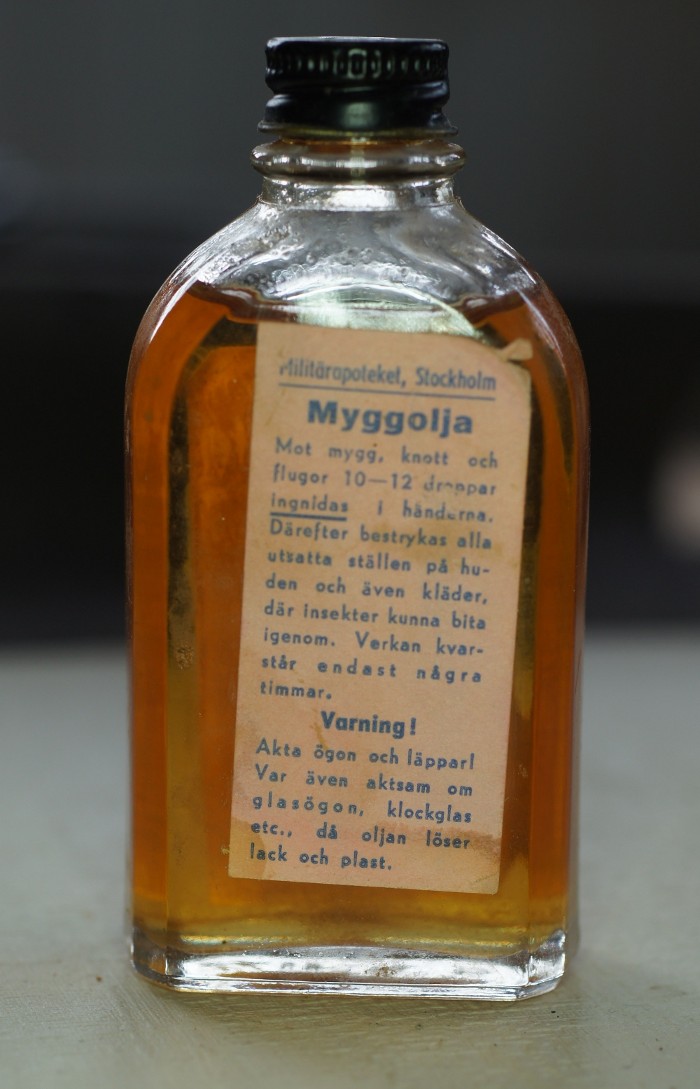 Militärapoteket, Stockholm
Myggolja
Mot mygg, knott och
flugor 10—12 droppar
ingnidas i händerna.
Därefter bestrykas alla
utsatta ställen på hu-
den och även kläder,
där insekter kunna bita
igenom. Verkan kvar-
står endast några
timmar.
Varning!
Akta ögon och läppar!
Var även aktsam om
glasögon, klockglas
etc., då oljan löser
lack och plast.